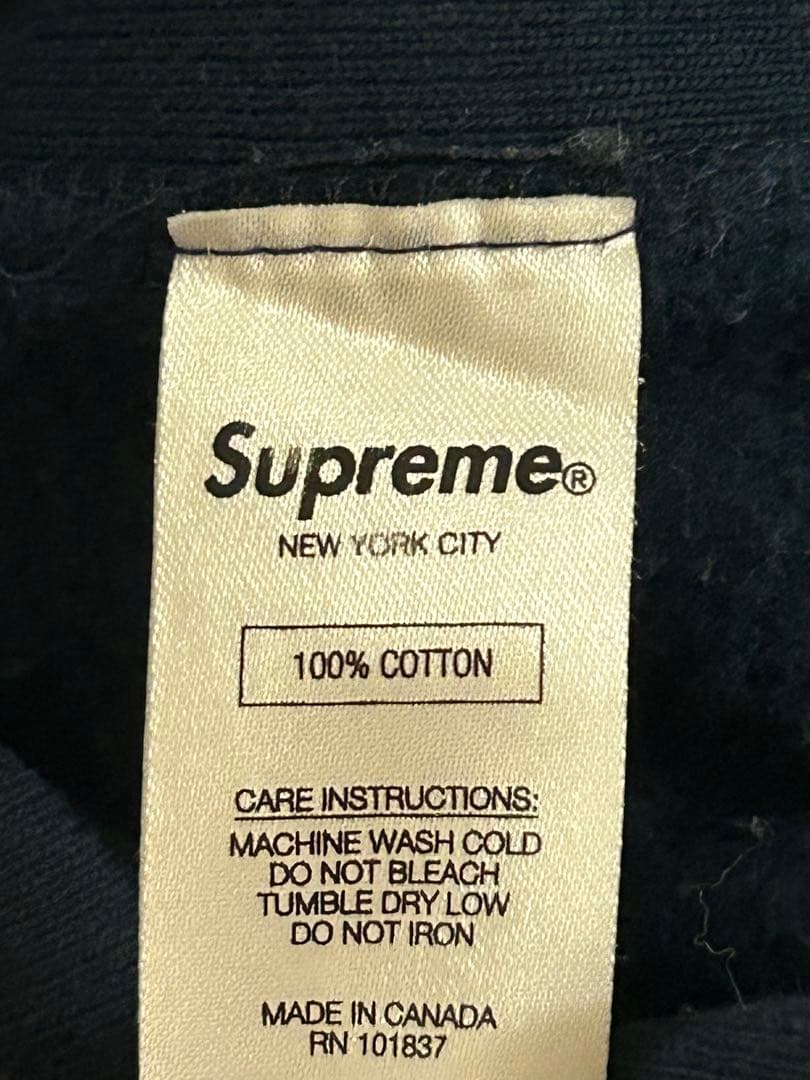 Supreme®
NEW YORK CITY
100% COTTON
CARE INSTRUCTIONS:
MACHINE WASH COLD
DO NOT BLEACH
TUMBLE DRY LOW
DO NOT IRON
MADE IN CANADA
RN 101837